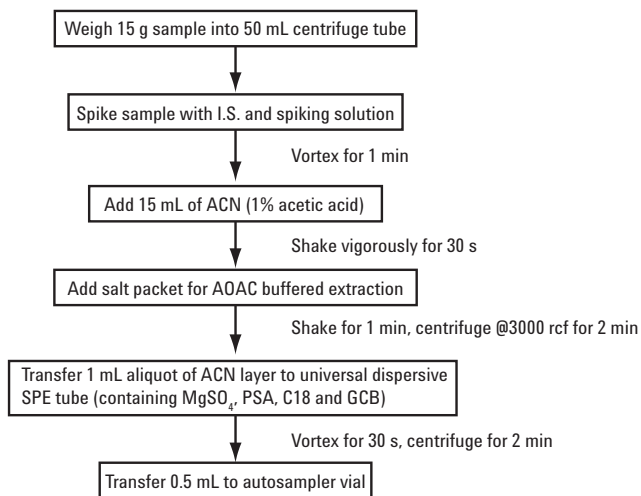 Weigh 15 g sample into 50 mL centrifuge tube
Spike sample with I.S. and spiking solution
Vortex for 1 min
Add 15 mL of ACN (1% acetic acid)
Shake vigorously for 30 s
Add salt packet for AOAC buffered extraction
Shake for 1 min, centrifuge @3000 rcf for 2 min
Transfer 1 mL aliquot of ACN layer to universal dispersive
SPE tube (containing MgSO₄, PSA, C18 and GCB)
Vortex for 30 s, centrifuge for 2 min
Transfer 0.5 mL to autosampler vial